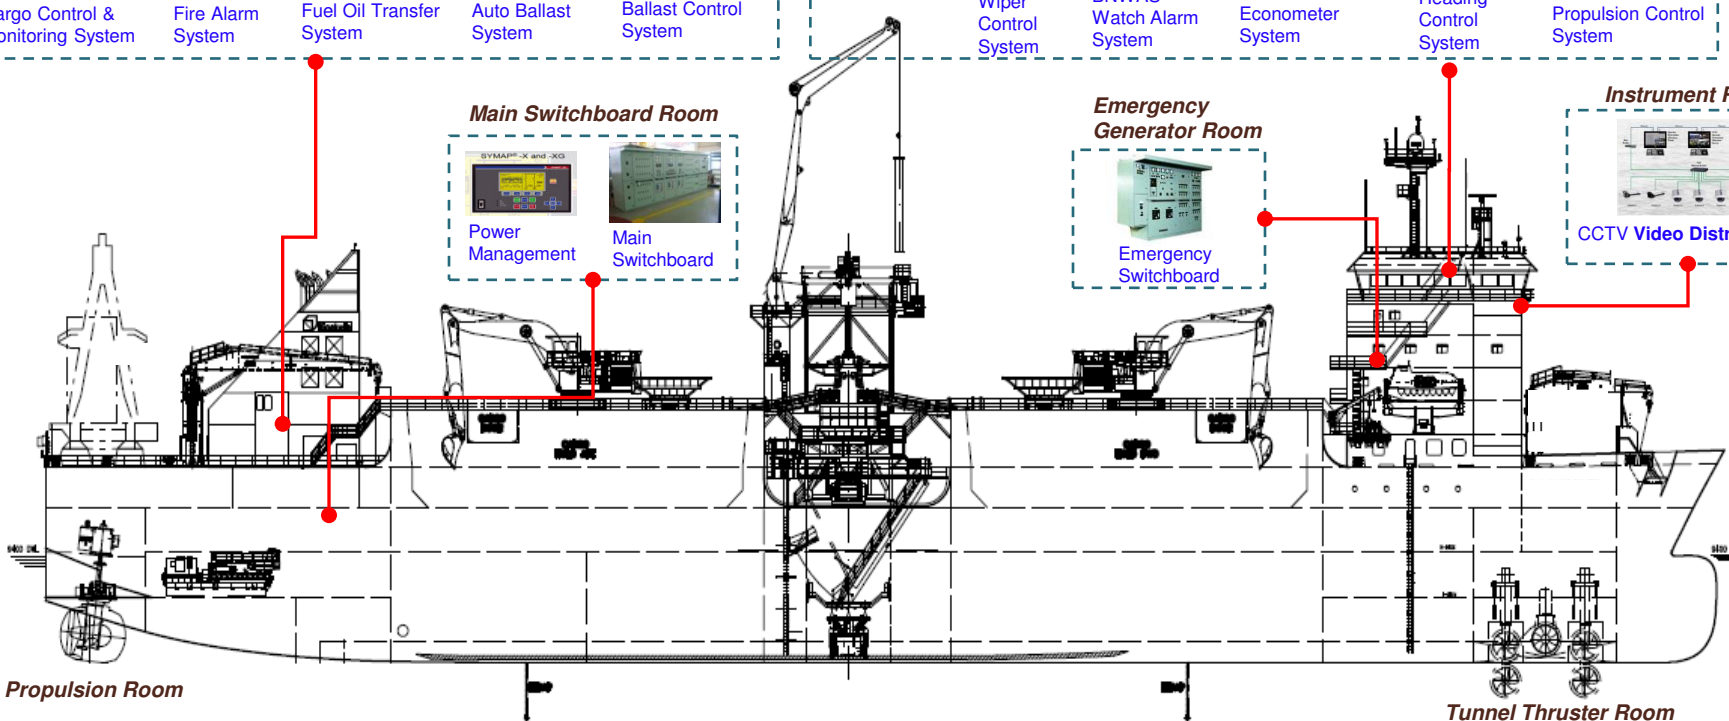 argo Control &
onitoring System
Fire Alarm
System
Fuel Oil Transfer
System
Auto Ballast
System
Ballast Control
System
Wiper
Control
System
BNWAS
Watch Alarm
System
Econometer
System
Heading
Control
System
Propulsion Control
System
Main Switchboard Room
SYMAP® -X and -XG
Power
Management
Main
Switchboard
Emergency
Generator Room
Emergency
Switchboard
Instrument R
CCTV Video Distr
Propulsion Room
Tunnel Thruster Room